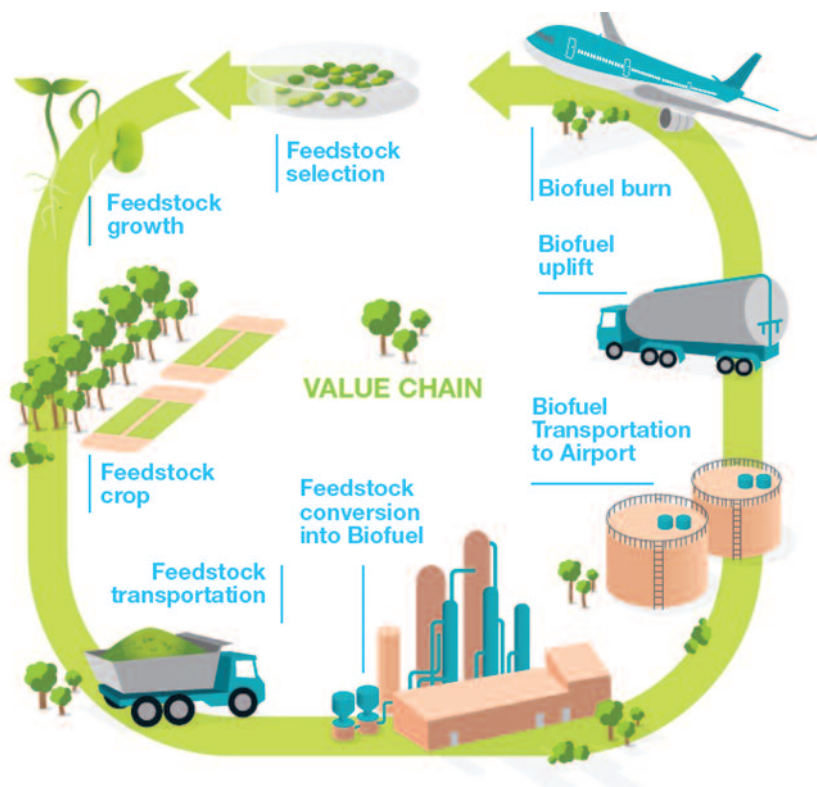 Feedstock
selection
Biofuel burn
Feedstock
growth
Biofuel
uplift
VALUE CHAIN
Biofuel
Transportation
to Airport
Feedstock
crop
Feedstock
conversion
into Biofuel
Feedstock
transportation